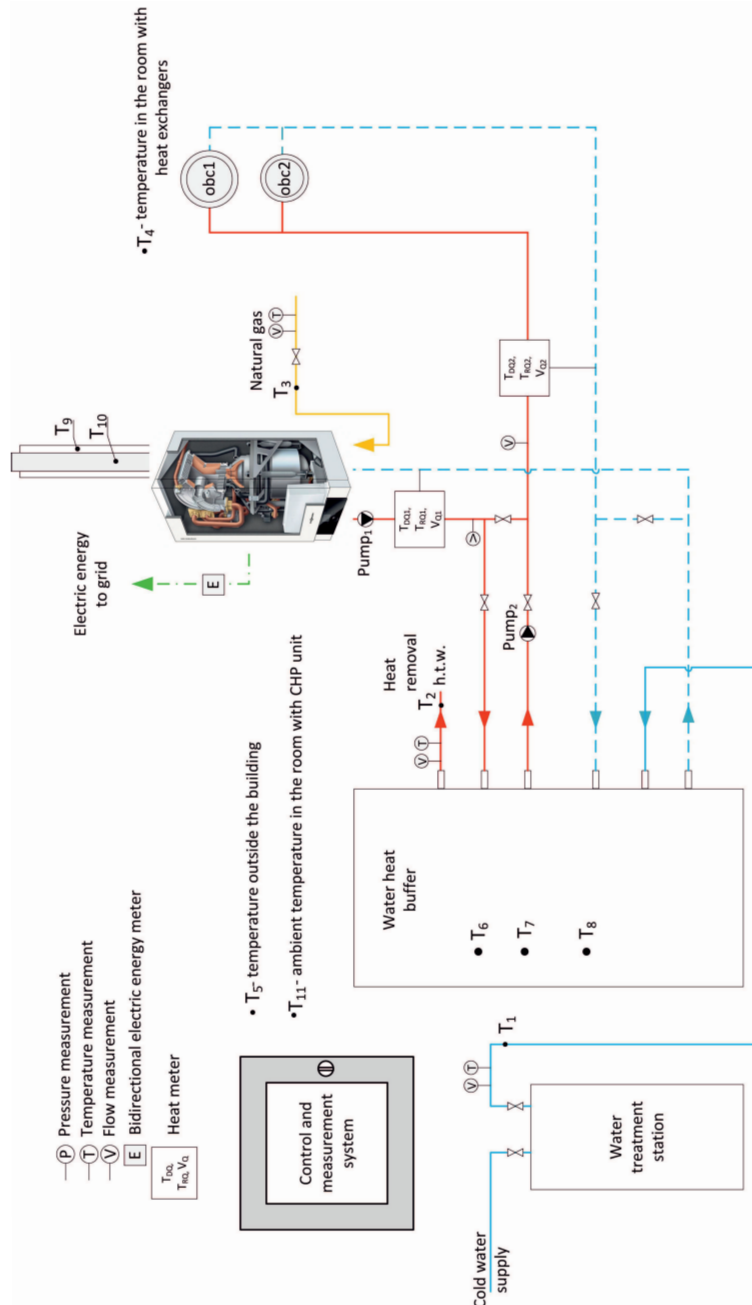 P Pressure measurement
T Temperature measurement
V Flow measurement
E Bidirectional electric energy meter
T_DQ,
T_RQ, V_Q
Heat meter
Electric energy
to grid
E
T₉
T₁₀
•T₄- temperature in the room with
heat exchangers
obc1
obc2
Natural gas
V T
T₃
• T₅- temperature outside the building
•T₁₁- ambient temperature in the room with CHP unit
Control and
measurement
system
Pump₁
T_DQ1,
T_RQ1,
V_Q1
V
T_DQ2,
T_RQ2,
V_Q2
V
Heat
removal
h.t.w.
T₂
V T
Pump₂
Water heat
buffer
T₆
T₇
T₈
T₁
V T
Water
treatment
station
Cold water
supply